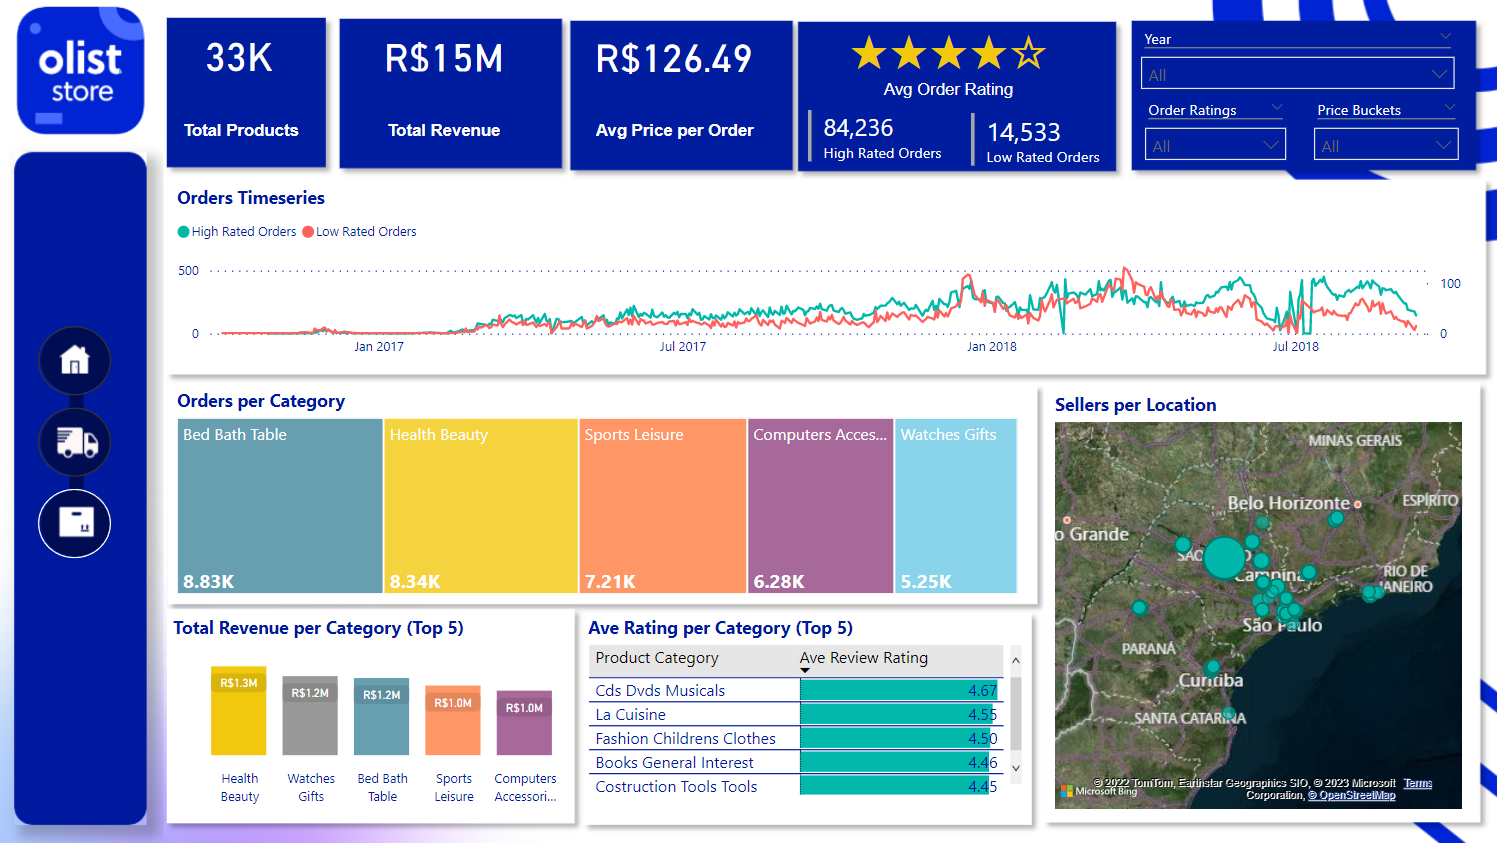 olist
store
33K
Total Products
R$15M
Total Revenue
R$126.49
Avg Price per Order
Avg Order Rating
84,236
High Rated Orders
14,533
Low Rated Orders
Year
All
Order Ratings
Price Buckets
All
All
Orders Timeseries
High Rated Orders
Low Rated Orders
500
100
0
0
Jan 2017
Jul 2017
Jan 2018
Jul 2018
Orders per Category
Bed Bath Table
Health Beauty
Sports Leisure
Computers Acces...
Watches Gifts
8.83K
8.34K
7.21K
6.28K
5.25K
Sellers per Location
MINAS GERAIS
Belo Horizonte
ESPÍRITO
o Grande
SÃO
O
Campina
RIO DE
JANEIRO
São Paulo
PARANÁ
Curitiba
SANTA CATARINA
© 2022 TomTom, Earthstar Geographics SIO, © 2023 Microsoft Terms
Microsoft Bing
Corporation, © OpenStreetMap
Total Revenue per Category (Top 5)
R$1.3M
R$1.2M
R$1.2M
R$1.0M
R$1.0M
Health
Beauty
Watches
Gifts
Bed Bath
Table
Sports
Leisure
Computers
Accessori...
Ave Rating per Category (Top 5)
Product Category Ave Review Rating
Cds Dvds Musicals 4.67
La Cuisine 4.55
Fashion Childrens Clothes 4.50
Books General Interest 4.46
Costruction Tools Tools 4.45